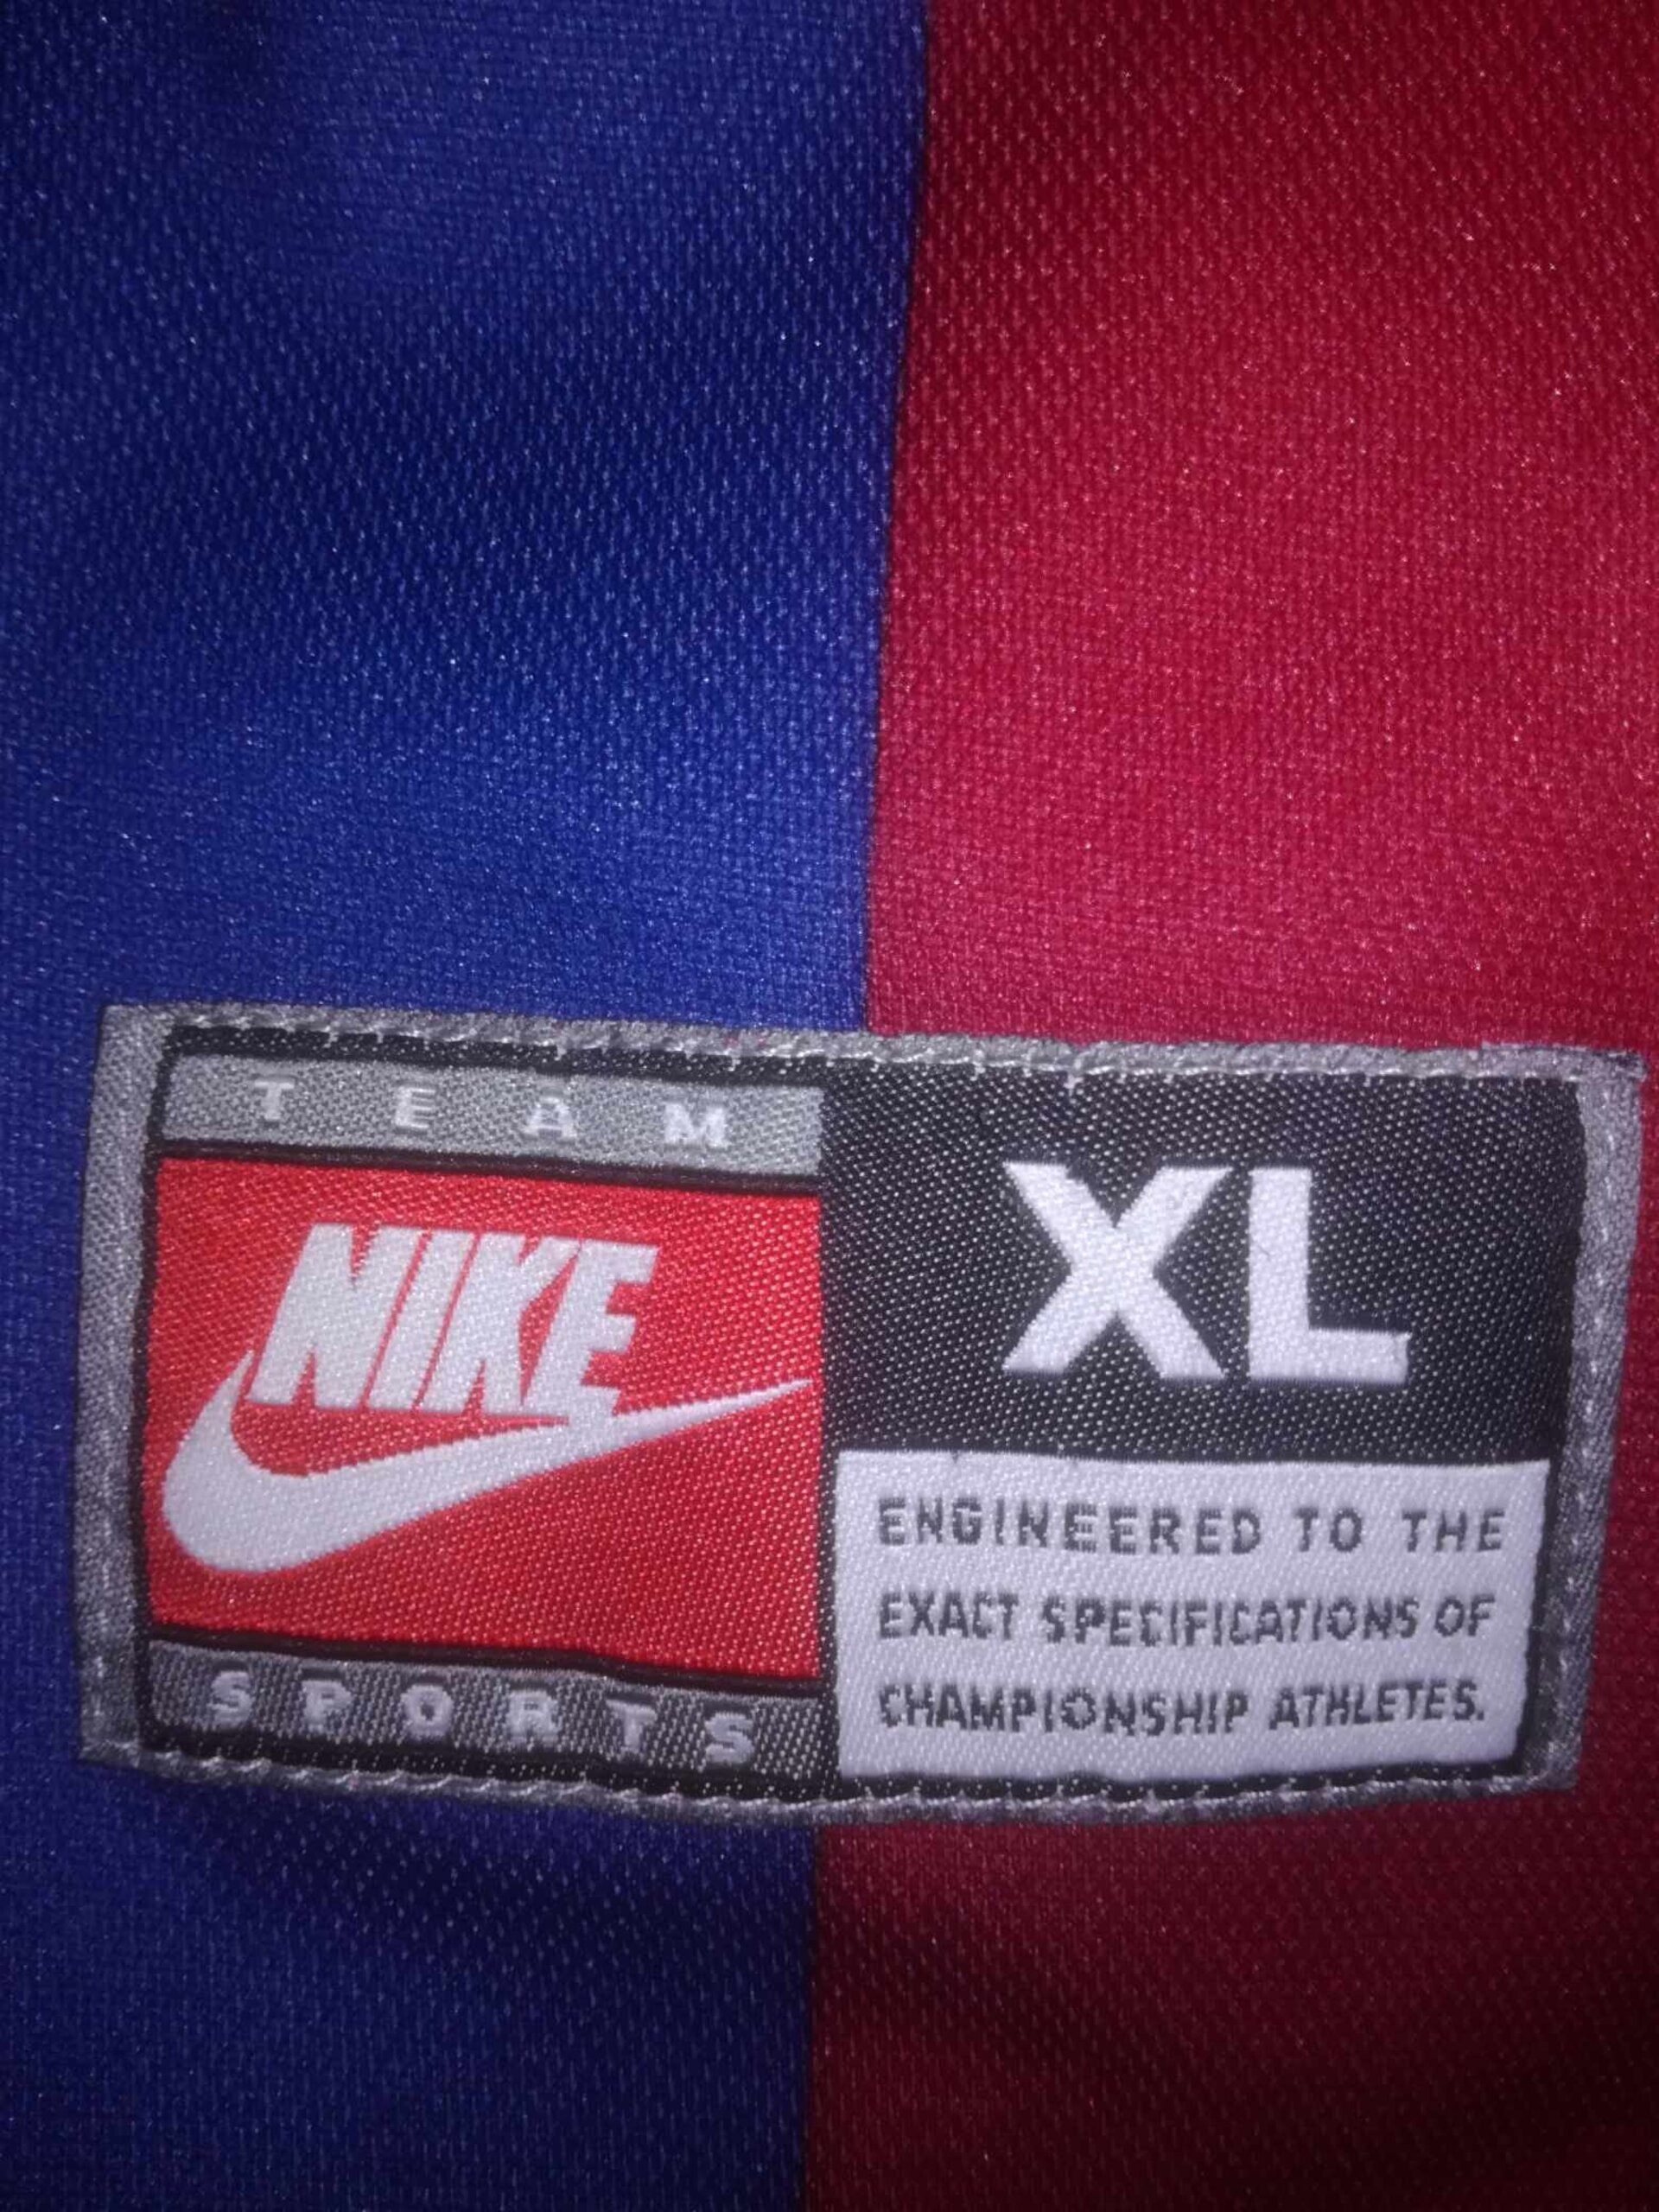 TEAM
NIKE
SPORTS
XL
ENGINEERED TO THE
EXACT SPECIFICATIONS OF
CHAMPIONSHIP ATHLETES.